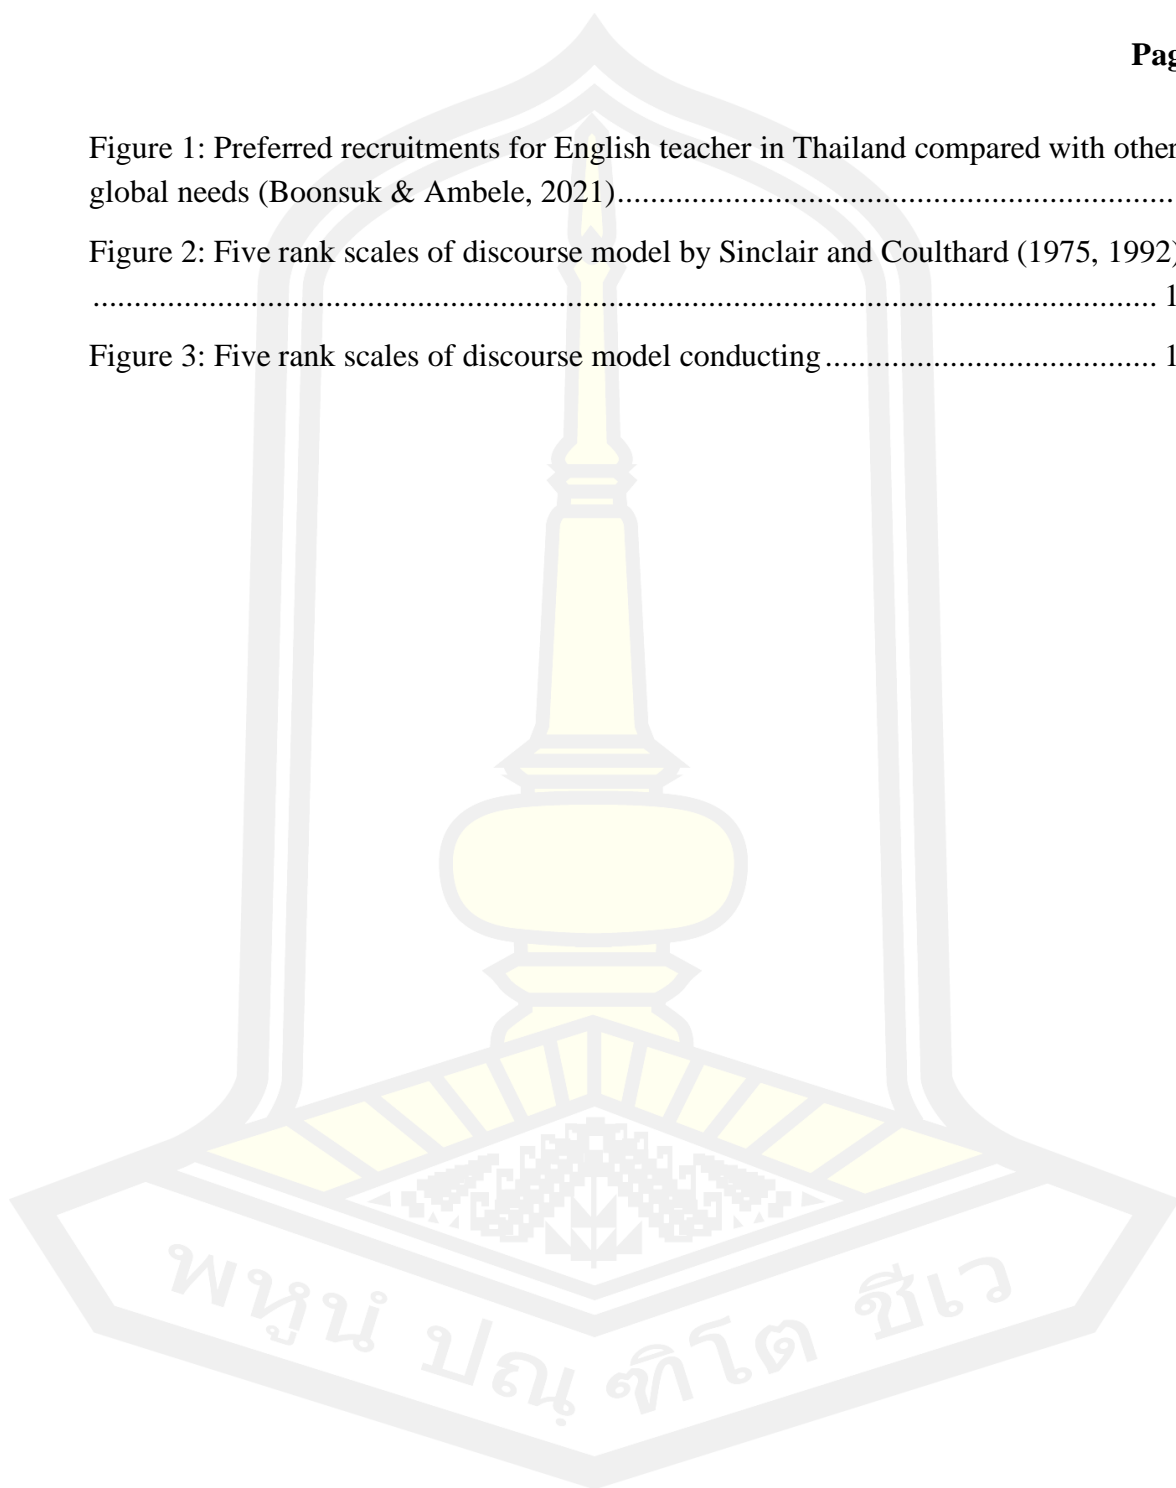 Pag
Figure 1: Preferred recruitments for English teacher in Thailand compared with other
global needs (Boonsuk & Ambele, 2021)....................................................................
Figure 2: Five rank scales of discourse model by Sinclair and Coulthard (1975, 1992)
................................................................................................................................ 1
Figure 3: Five rank scales of discourse model conducting........................................ 1
พหูนํ ปณฺฑิโต ชีเว